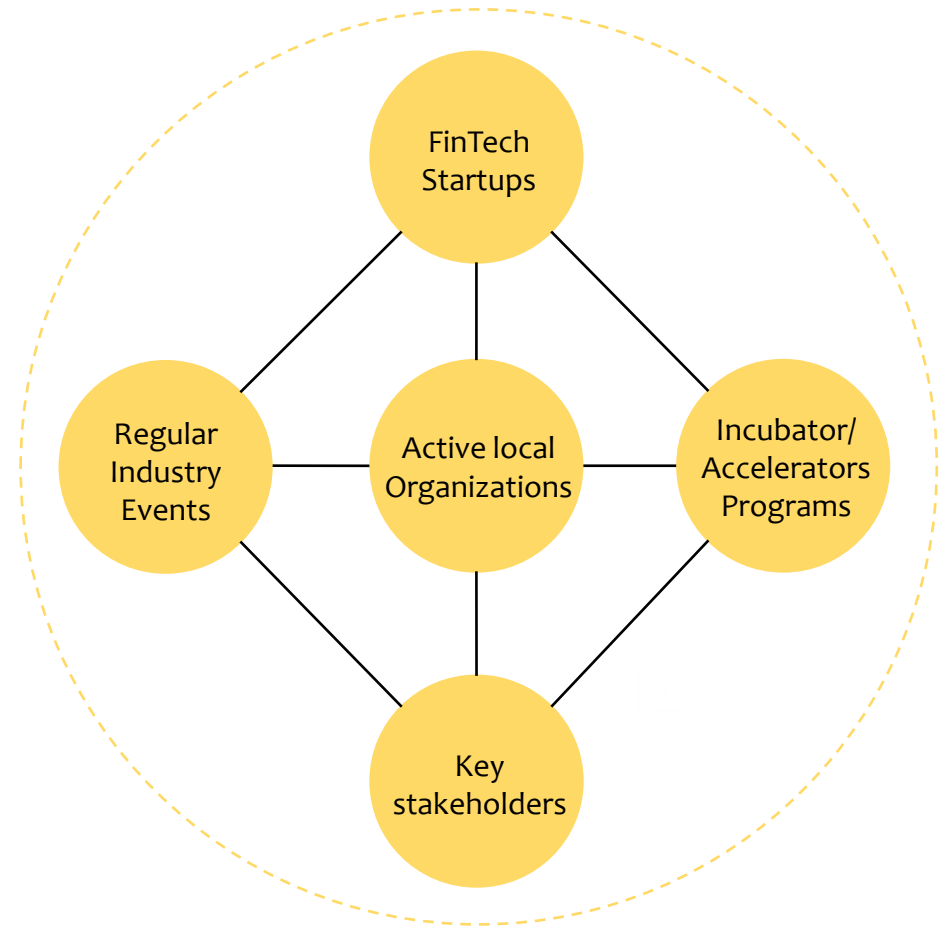 FinTech
Startups
Regular
Industry
Events
Active local
Organizations
Incubator/
Accelerators
Programs
Key
stakeholders